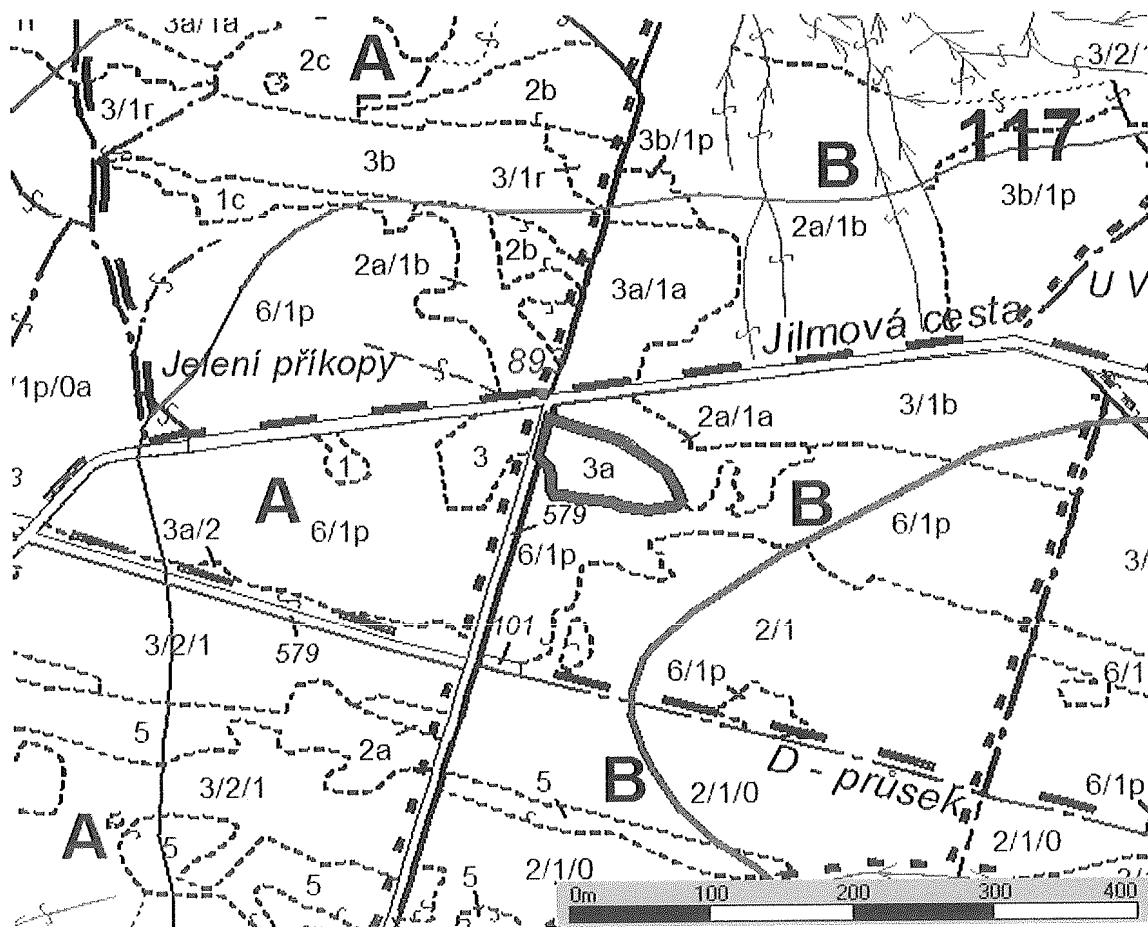 3a/1a
2c
A
3/2/1
3/1r
2b
3b/1p
117
3b
3/1r
B
3b/1p
1c
2a/1b
2b
2a/1b
3a/1a
U V
6/1p
Jilmová cesta
Jelení příkopy
89
/1p/0a
2a/1a
3/1b
3
1
3
3a
A
B
3a/2
6/1p
579
6/1p
6/1p
3/
101
3/2/1
579
2/1
6/1p
6/1
5
2a
B
D - průsek
3/2/1
5
2/1/0
6/1p
A
5
2/1/0
5
5
2/1/0
0m 100 200 300 400